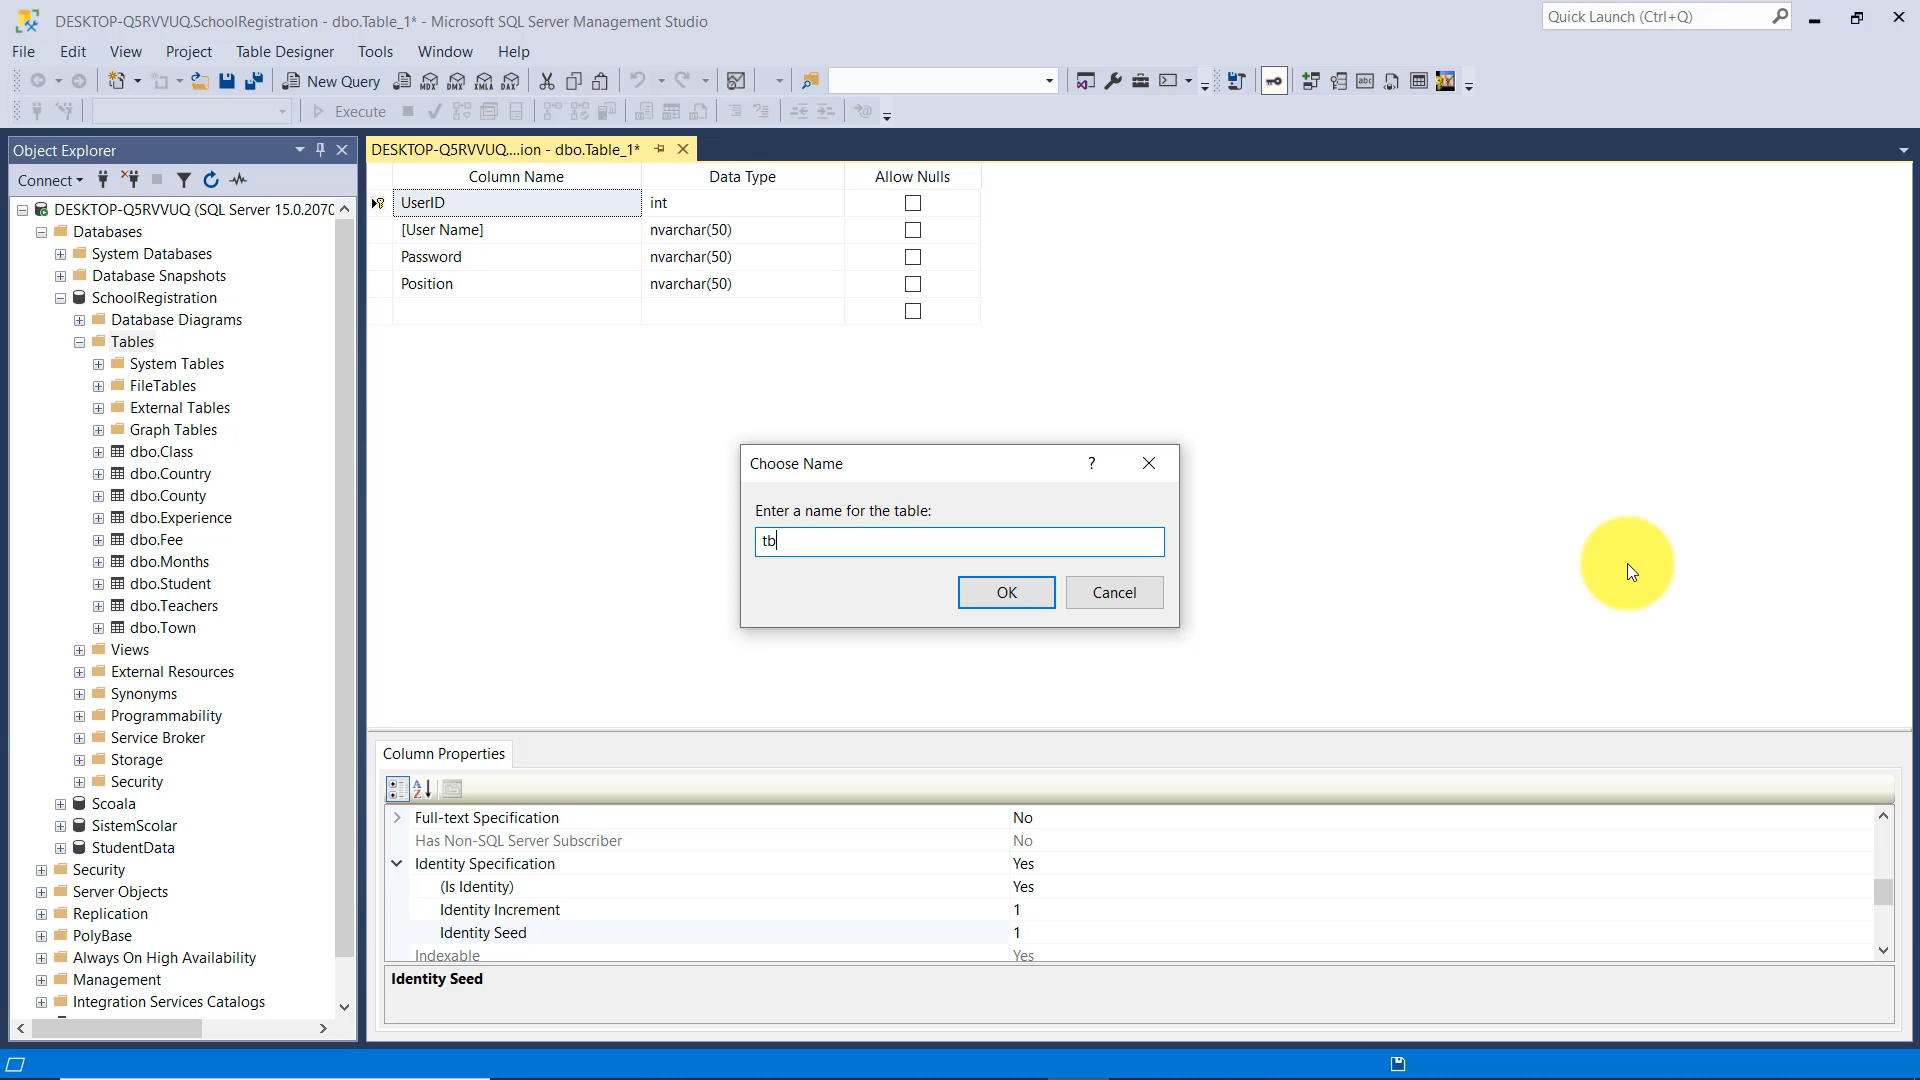 DESKTOP-Q5RVVUQ.SchoolRegistration - dbo.Table_1* - Microsoft SQL Server Management Studio
Quick Launch (Ctrl+Q)
File Edit View Project Table Designer Tools Window Help
New Query MDX DMX XMLA DAX
abc
Execute
Object Explorer
DESKTOP-Q5RVVUQ....ion - dbo.Table_1*
Connect
DESKTOP-Q5RVVUQ (SQL Server 15.0.2070
Databases
System Databases
Database Snapshots
SchoolRegistration
Database Diagrams
Tables
System Tables
FileTables
External Tables
Graph Tables
dbo.Class
dbo.Country
dbo.County
dbo.Experience
dbo.Fee
dbo.Months
dbo.Student
dbo.Teachers
dbo.Town
Views
External Resources
Synonyms
Programmability
Service Broker
Storage
Security
Scoala
SistemScolar
StudentData
Security
Server Objects
Replication
PolyBase
Always On High Availability
Management
Integration Services Catalogs
Column Name Data Type Allow Nulls
UserID int
[User Name] nvarchar(50)
Password nvarchar(50)
Position nvarchar(50)
Choose Name ?
Enter a name for the table:
tb
OK Cancel
Column Properties
Full-text Specification No
Has Non-SQL Server Subscriber No
Identity Specification Yes
(Is Identity) Yes
Identity Increment 1
Identity Seed 1
Indexable Yes
Identity Seed